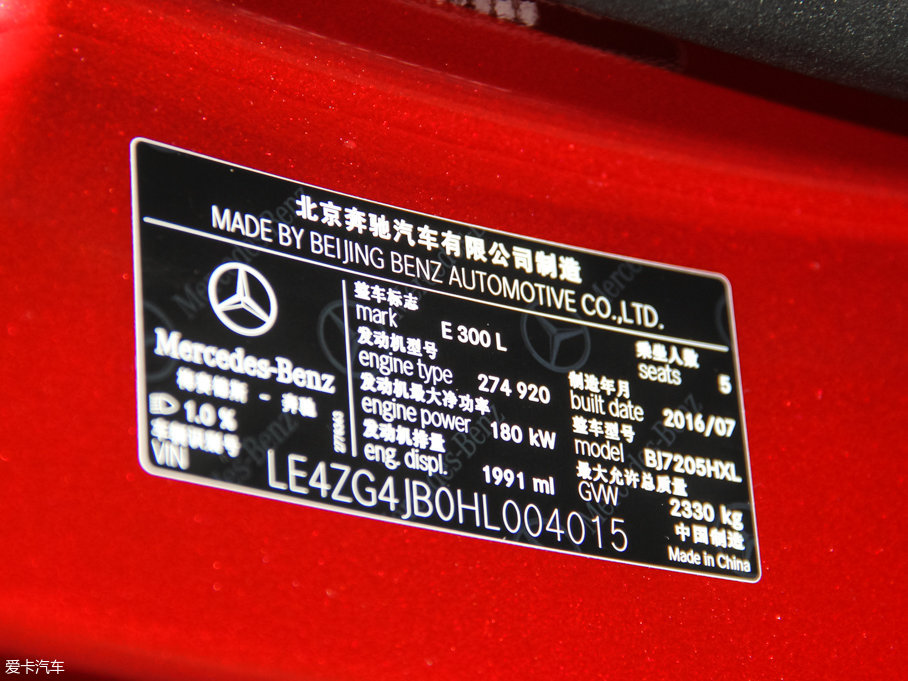 北京奔驰汽车有限公司制造
MADE BY BEIJING BENZ AUTOMOTIVE CO.,LTD.
Mercedes-Benz
梅赛德斯 - 奔驰
1.0 %
整车标志
mark
E 300 L
乘坐人数
seats
5
发动机型号
engine type
274 920
制造年月
built date
2016/07
发动机最大净功率
engine power
180 kW
整车型号
model
BJ7205HXL
发动机排量
eng. displ.
1991 ml
最大允许总质量
GVW
2330 kg
2776363
车辆识别号
VIN
LE4ZG4JB0HL004015
中国制造
Made in China
爱卡汽车